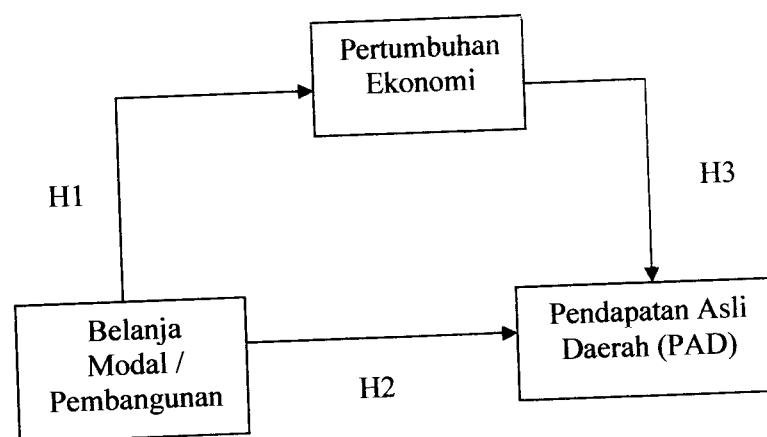 Pertumbuhan
Ekonomi
H1
H3
Belanja
Modal /
Pembangunan
H2
Pendapatan Asli
Daerah (PAD)